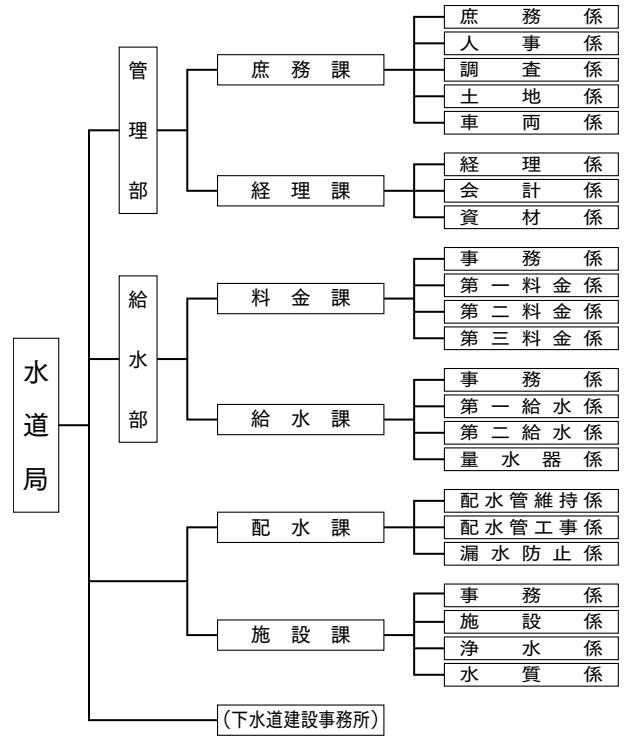 水道局
管理部
庶務課
庶務係
人事係
調査係
土地係
車両係
経理課
経理係
会計係
資材係
給水部
料金課
事務係
第一料金係
第二料金係
第三料金係
給水課
事務係
第一給水係
第二給水係
量水器係
配水課
配水管維持係
配水管工事係
漏水防止係
施設課
事務係
施設係
浄水係
水質係
(下水道建設事務所)